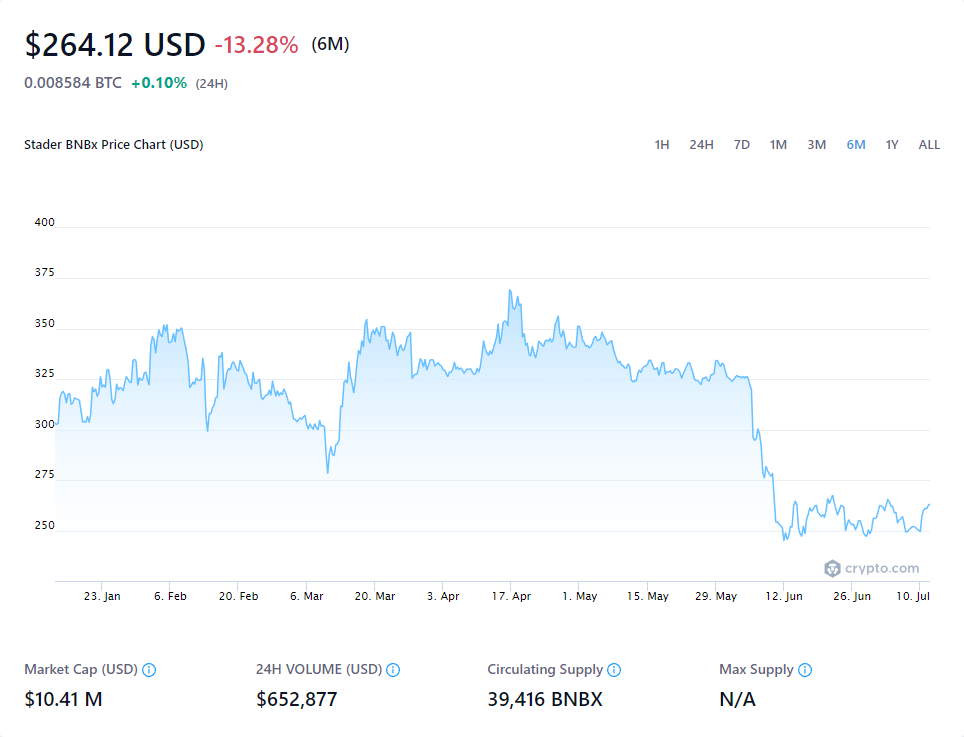 $264.12 USD -13.28% (6M)
0.008584 BTC +0.10% (24H)
Stader BNBx Price Chart (USD) 1H 24H 7D 1M 3M 6M 1Y ALL
400
375
350
325
300
275
250
crypto.com
23. Jan 6. Feb 20. Feb 6. Mar 20. Mar 3. Apr 17. Apr 1. May 15. May 29. May 12. Jun 26. Jun 10. Jul
Market Cap (USD) 24H VOLUME (USD) Circulating Supply Max Supply
$10.41 M $652,877 39,416 BNBX N/A